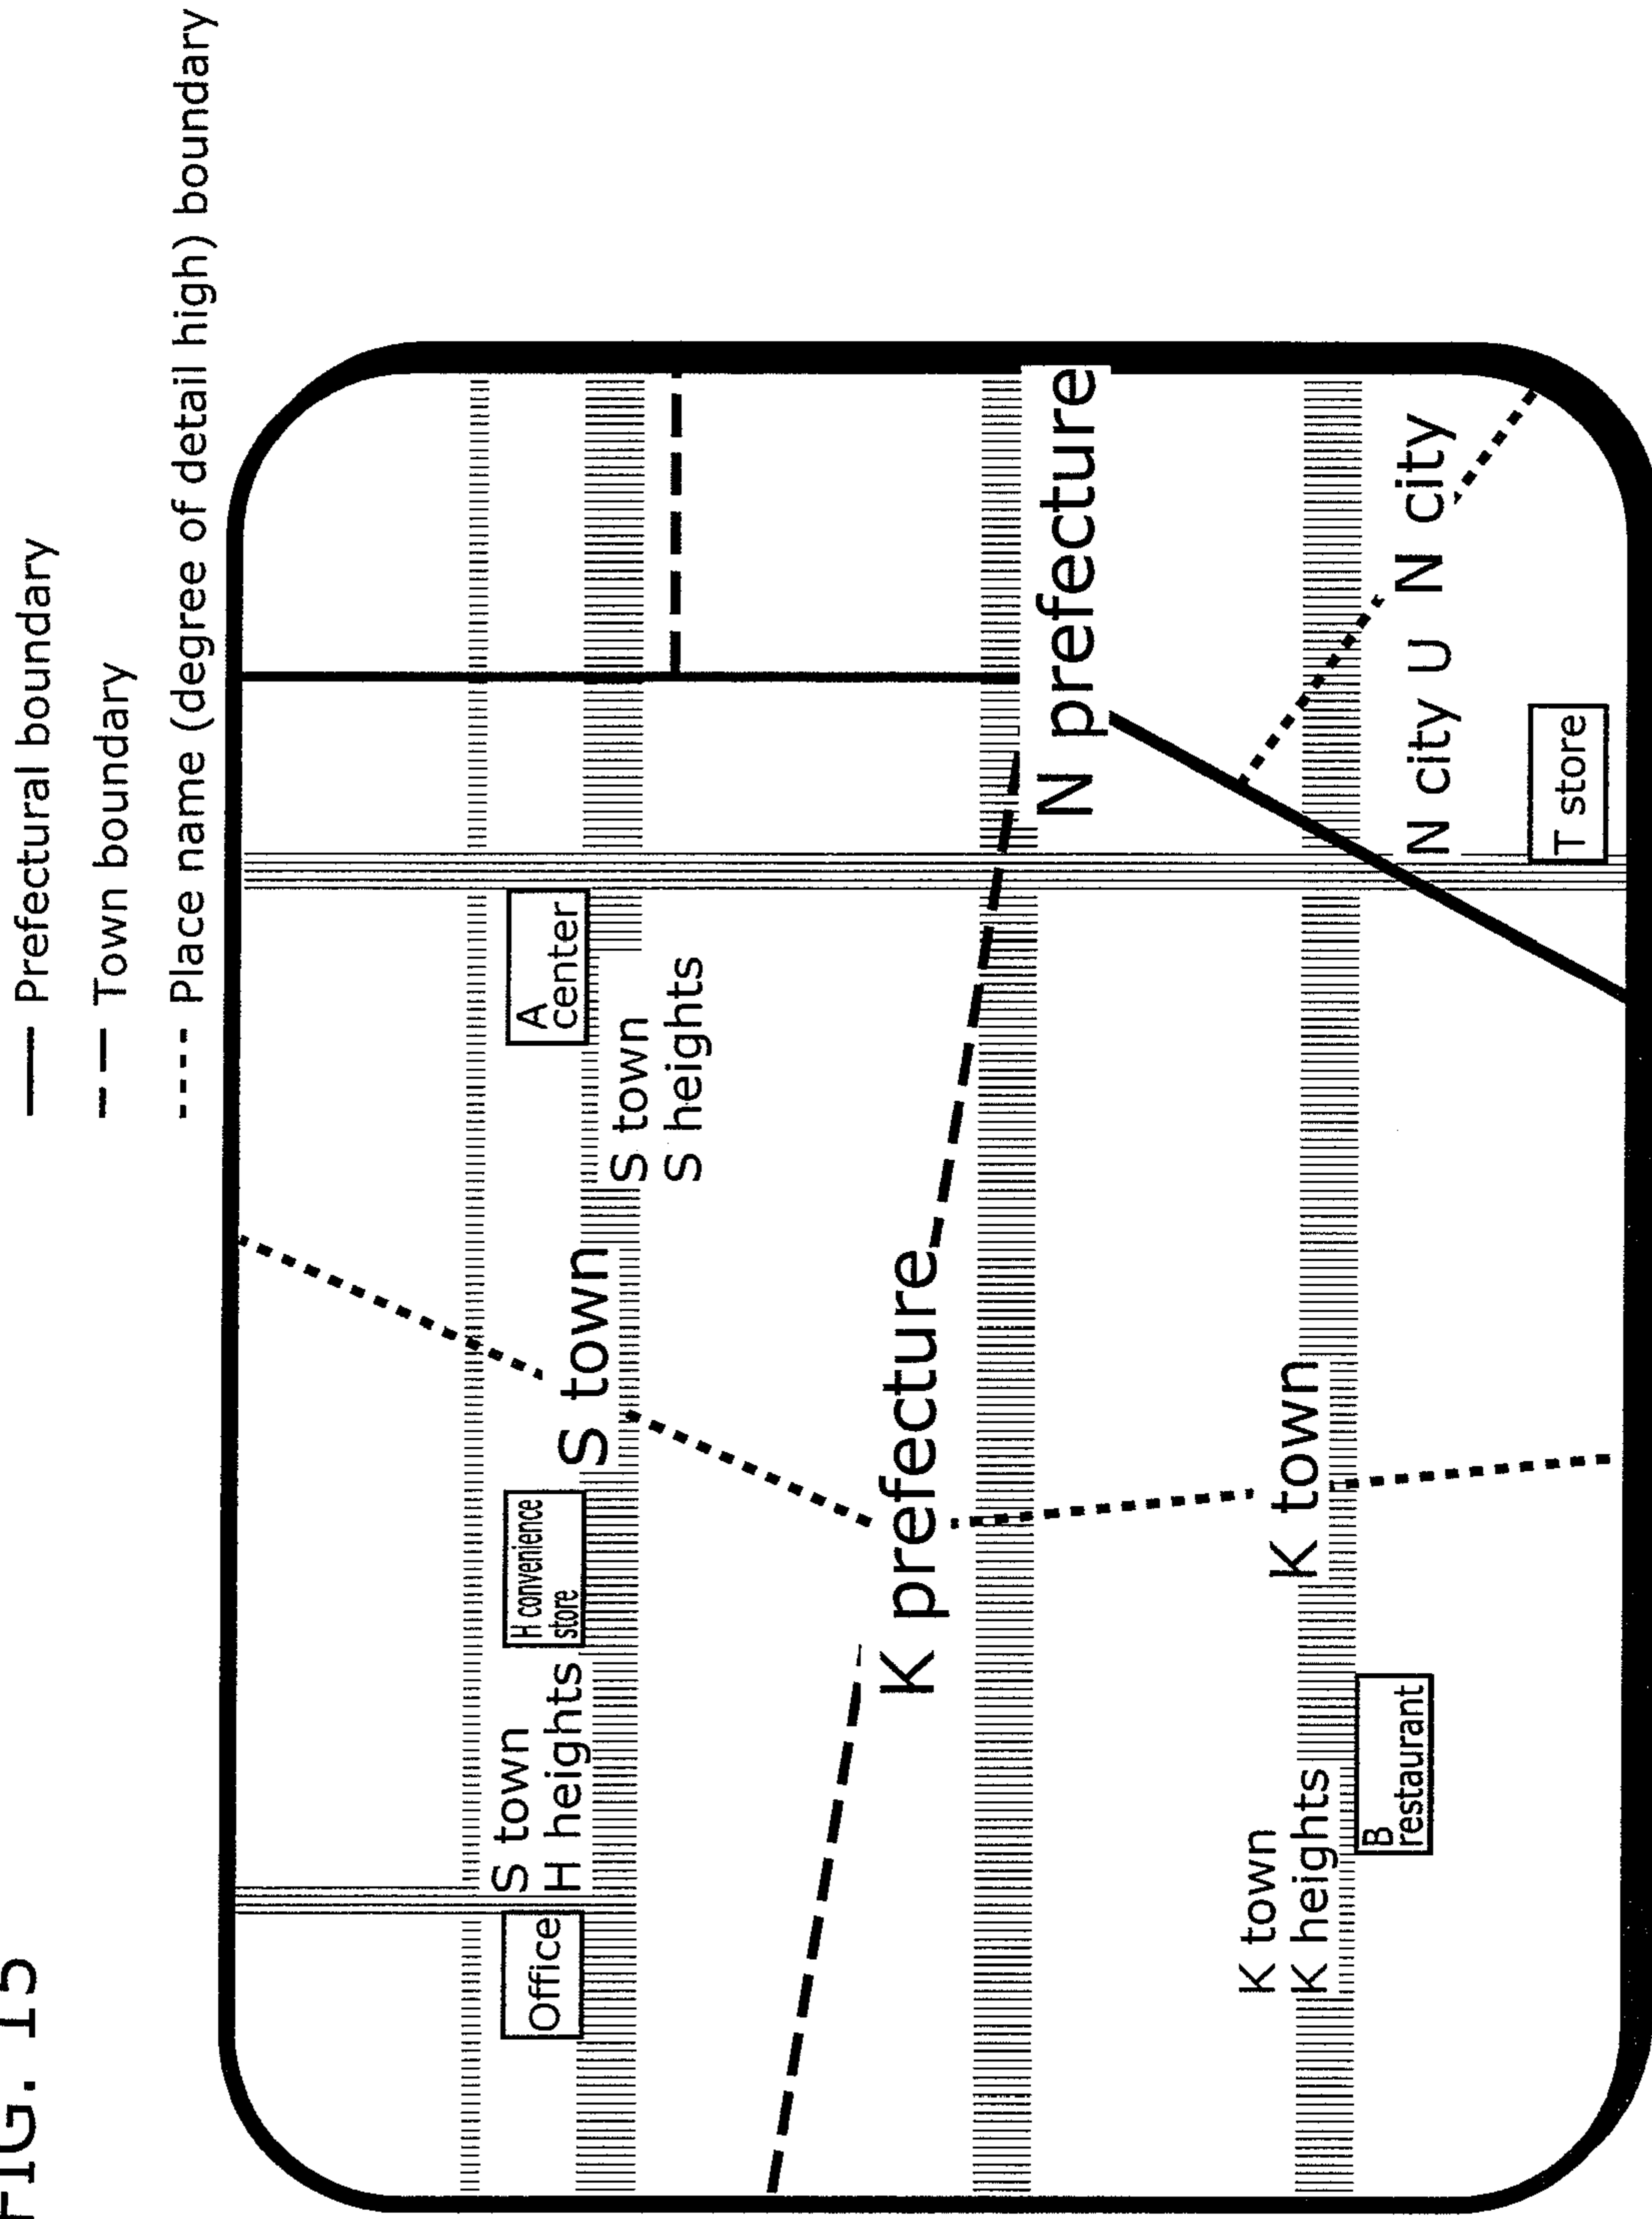 FIG. 15
Prefectural boundary
Town boundary
Place name (degree of detail high) boundary
Office
S town
H heights
H convenience
store
S town
A
center
S town
S heights
K prefecture
N prefecture
K town
K heights
K town
B
restaurant
N city U
N city
T store